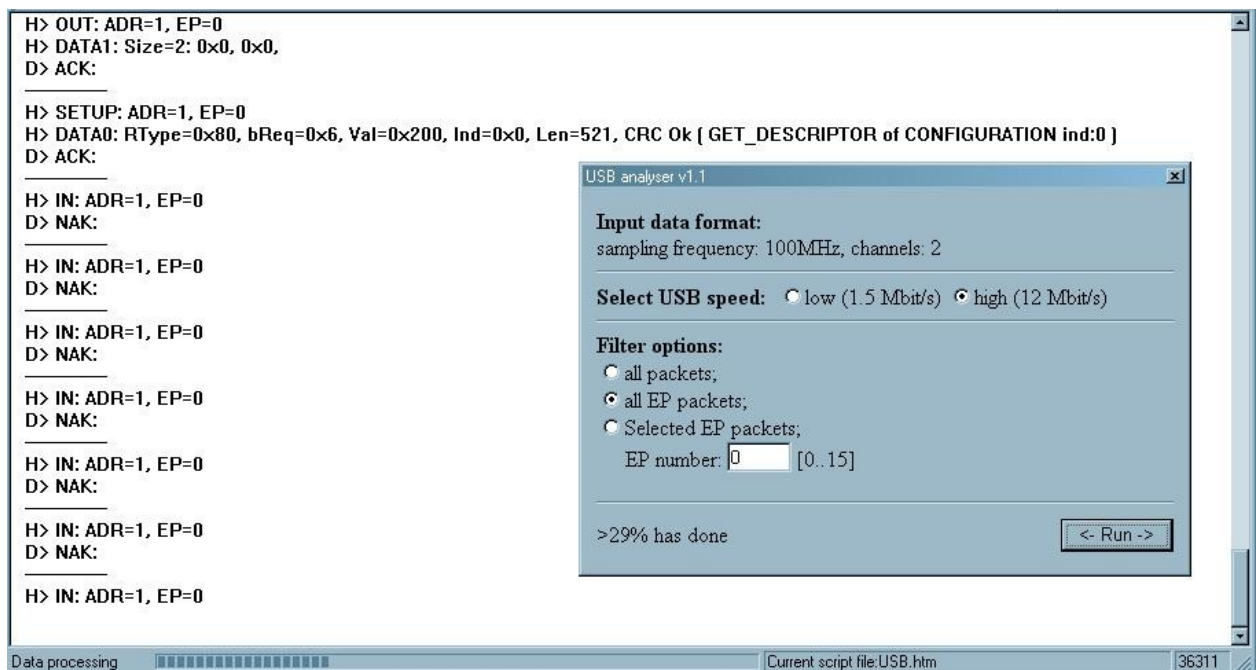 H> OUT: ADR=1, EP=0
H> DATA1: Size=2: 0x0, 0x0,
D> ACK:
H> SETUP: ADR=1, EP=0
H> DATA0: RType=0x80, bReq=0x6, Val=0x200, Ind=0x0, Len=521, CRC Ok ( GET_DESCRIPTOR of CONFIGURATION ind:0 )
D> ACK:
H> IN: ADR=1, EP=0
D> NAK:
H> IN: ADR=1, EP=0
D> NAK:
H> IN: ADR=1, EP=0
D> NAK:
H> IN: ADR=1, EP=0
D> NAK:
H> IN: ADR=1, EP=0
D> NAK:
H> IN: ADR=1, EP=0
D> NAK:
H> IN: ADR=1, EP=0
USB analyser v1.1
Input data format:
sampling frequency: 100MHz, channels: 2
Select USB speed: low (1.5 Mbit/s) high (12 Mbit/s)
Filter options:
all packets;
all EP packets;
Selected EP packets;
EP number: 0 [0..15]
>29% has done
<- Run ->
Data processing
Current script file:USB.htm
36311